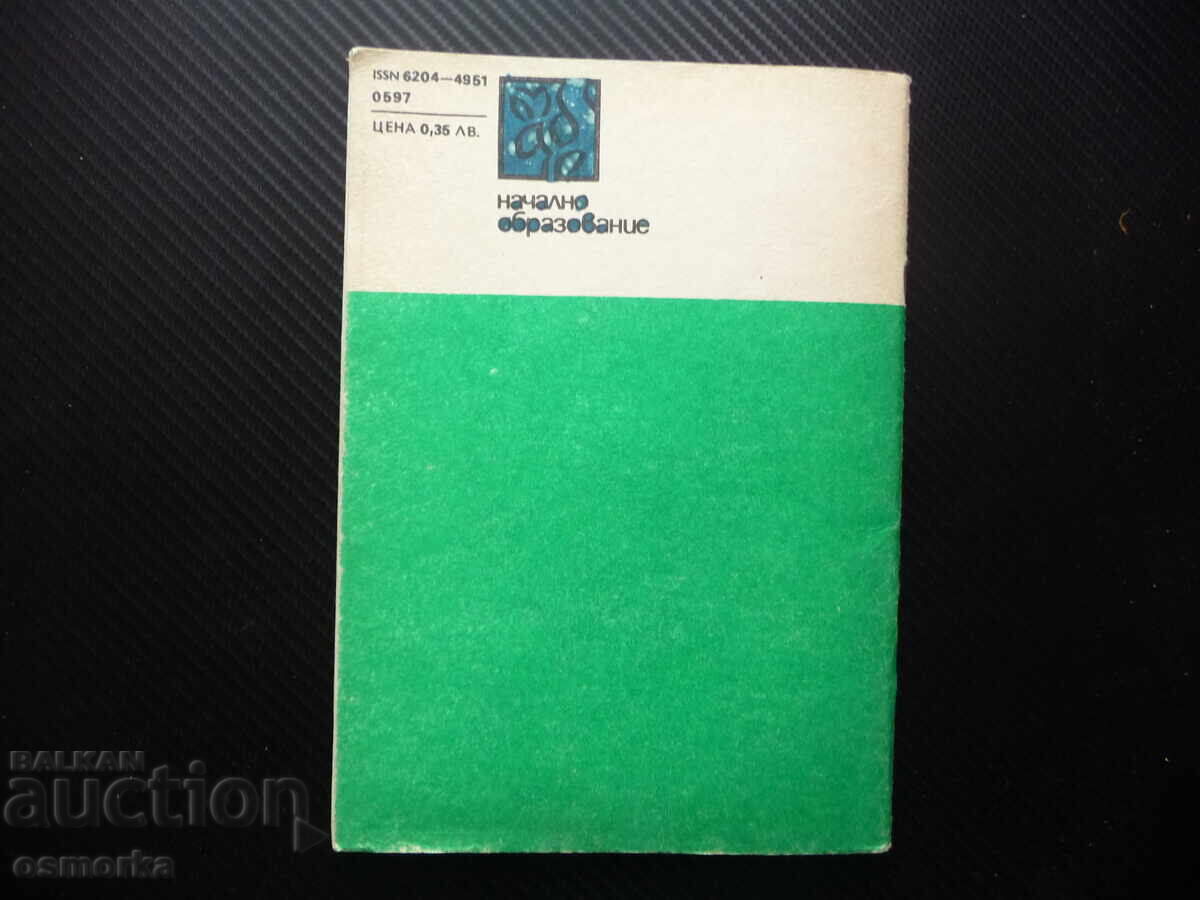 ISSN 6204—4951
0597
ЦЕНА 0,35 ЛВ.
начално
образование
BALKAN
auction
osmorka